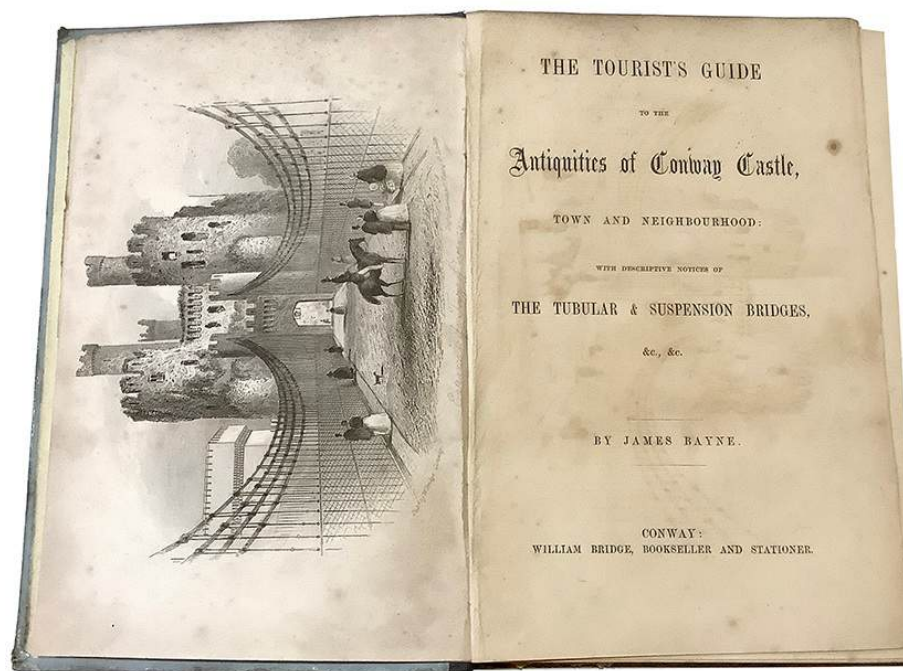 THE TOURIST'S GUIDE
TO THE
Antiquities of Conway Castle,
TOWN AND NEIGHBOURHOOD:
WITH DESCRIPTIVE NOTICES OF
THE TUBULAR & SUSPENSION BRIDGES,
&c., &c.
BY JAMES BAYNE.
CONWAY:
WILLIAM BRIDGE, BOOKSELLER AND STATIONER.